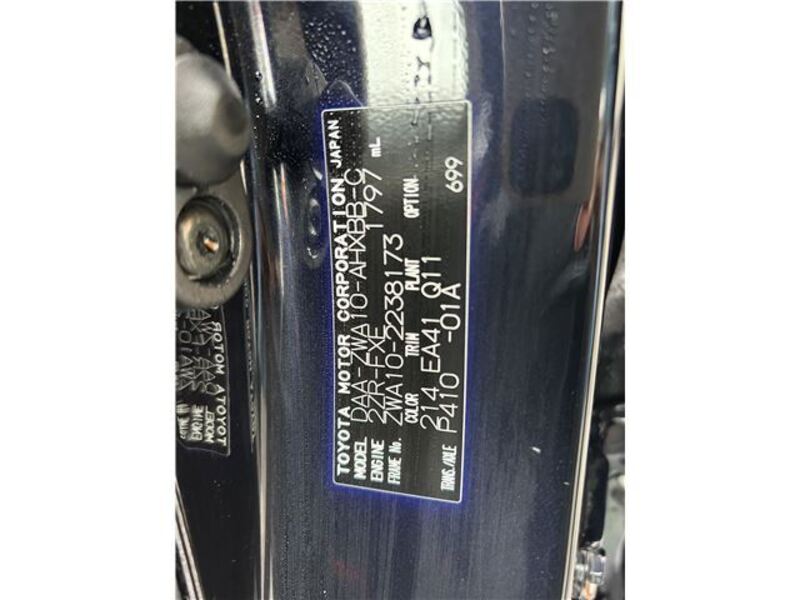 TOYOTA MOTOR CORPORATION JAPAN
MODEL DAA-ZWA10-AHXBB-C
ENGINE 2ZR-FXE 1797 mL
FRAME No. ZWA10-2238173
COLOR TRIM PLANT OPTION
214 EA41 Q11
TRANS./AXLE P410 -01A 699